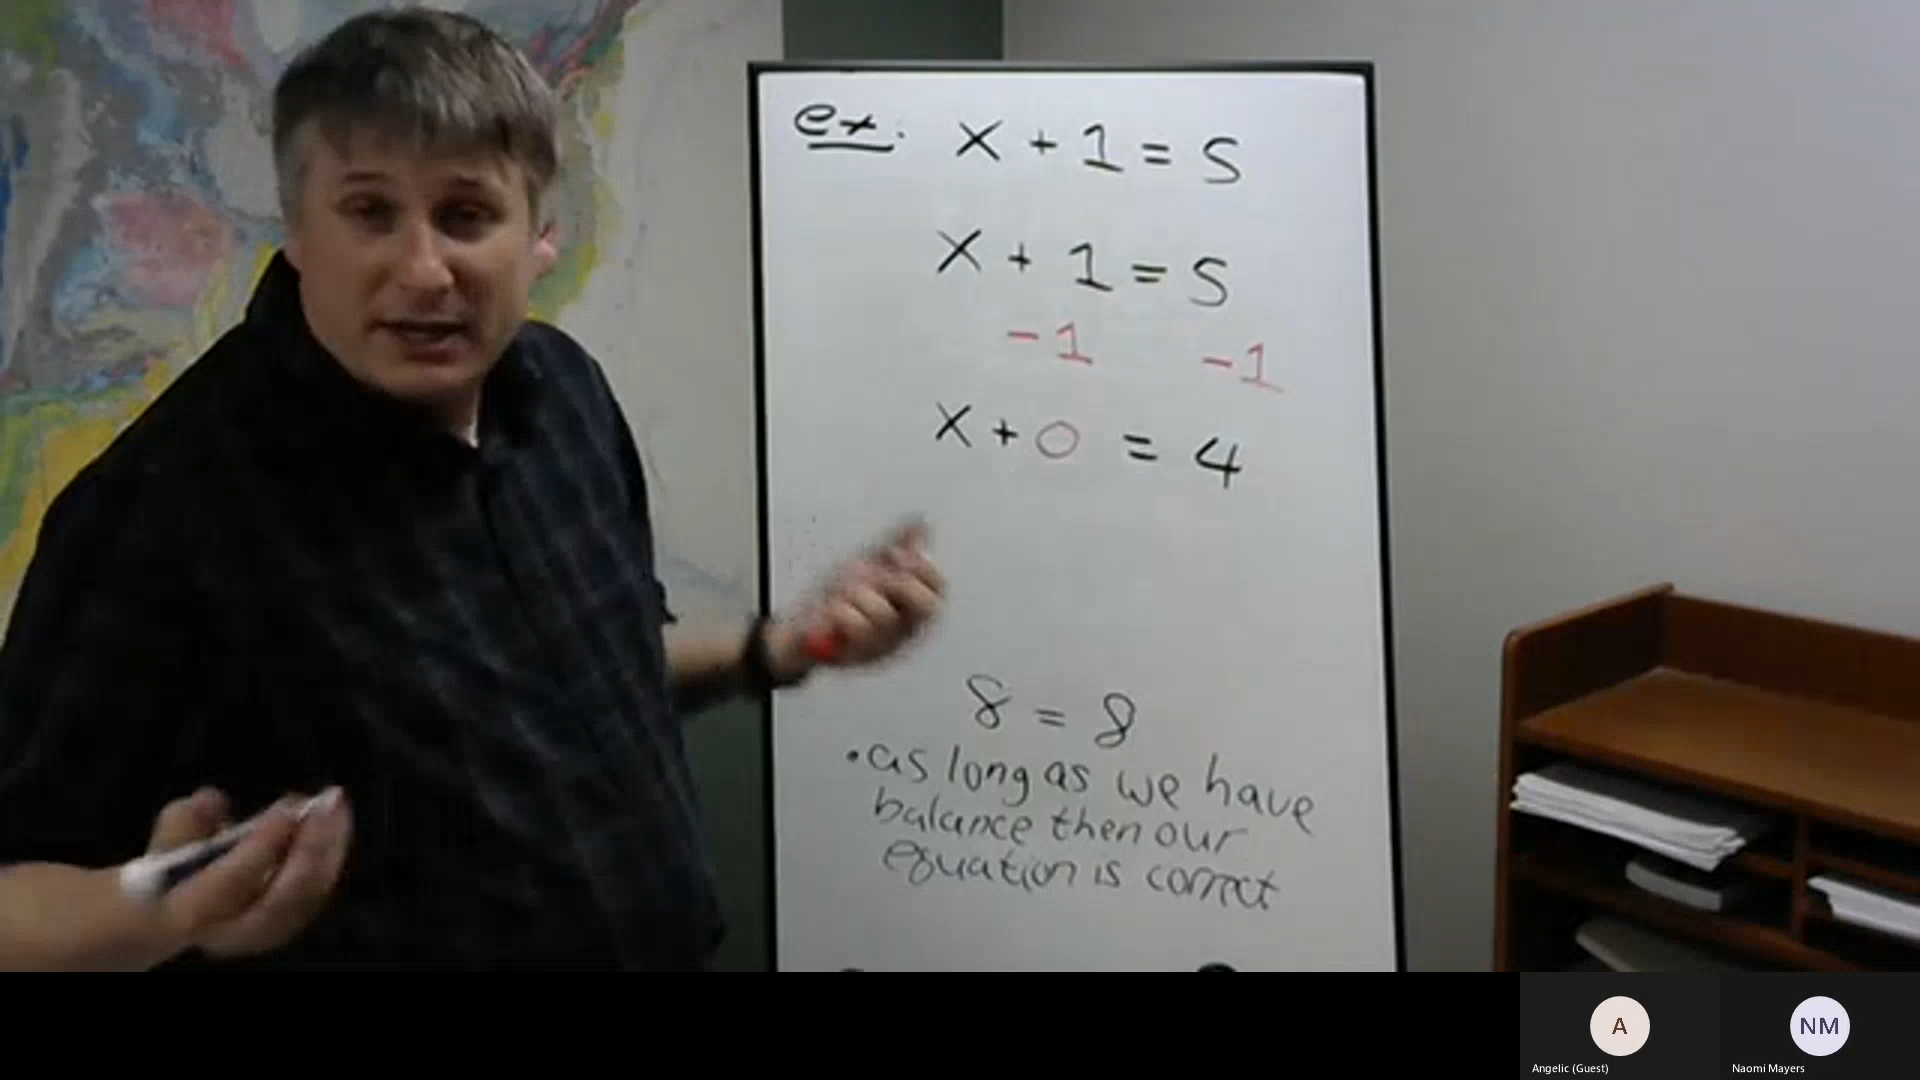 ex. x + 1 = 5
x + 1 = 5
-1 -1
x + 0 = 4
8 = 8
• as long as we have
balance then our
equation is correct
A
NM
Angelic (Guest)
Naomi Mayers